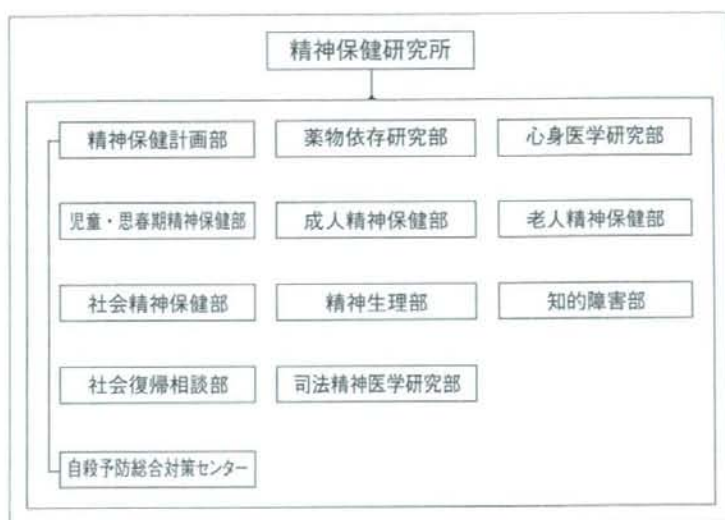 精神保健研究所
精神保健計画部
薬物依存研究部
心身医学研究部
児童・思春期精神保健部
成人精神保健部
老人精神保健部
社会精神保健部
精神生理部
知的障害部
社会復帰相談部
司法精神医学研究部
自殺予防総合対策センター